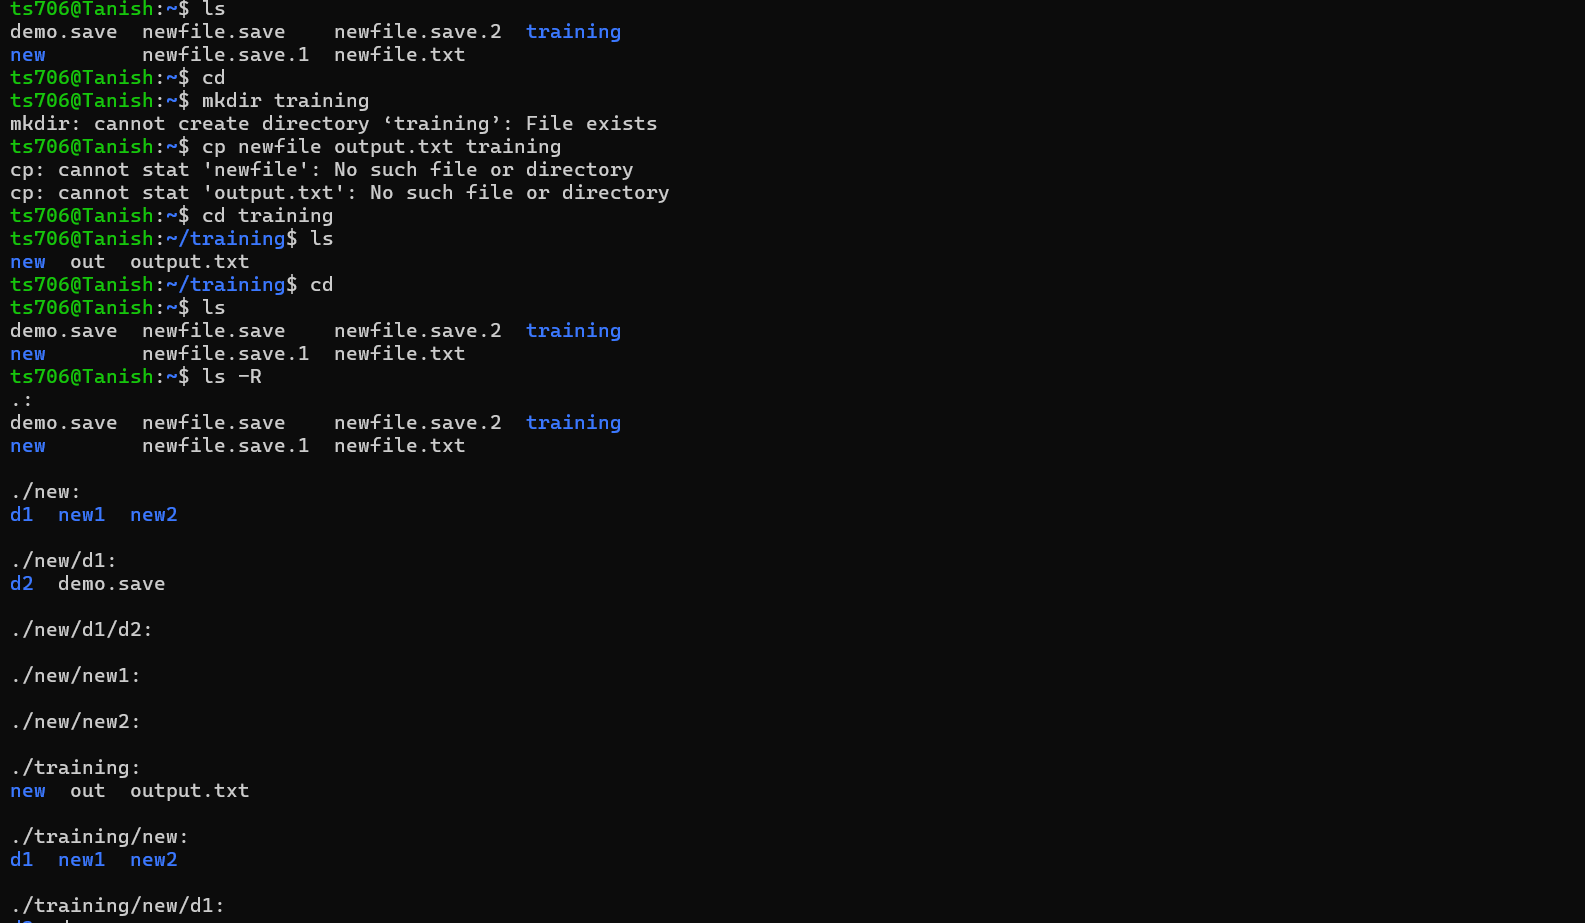 ts706@Tanish:~$ ls
demo.save  newfile.save    newfile.save.2  training
new        newfile.save.1  newfile.txt
ts706@Tanish:~$ cd
ts706@Tanish:~$ mkdir training
mkdir: cannot create directory ‘training’: File exists
ts706@Tanish:~$ cp newfile output.txt training
cp: cannot stat 'newfile': No such file or directory
cp: cannot stat 'output.txt': No such file or directory
ts706@Tanish:~$ cd training
ts706@Tanish:~/training$ ls
new  out  output.txt
ts706@Tanish:~/training$ cd
ts706@Tanish:~$ ls
demo.save  newfile.save    newfile.save.2  training
new        newfile.save.1  newfile.txt
ts706@Tanish:~$ ls -R
.:
demo.save  newfile.save    newfile.save.2  training
new        newfile.save.1  newfile.txt

./new:
d1  new1  new2

./new/d1:
d2  demo.save

./new/d1/d2:

./new/new1:

./new/new2:

./training:
new  out  output.txt

./training/new:
d1  new1  new2

./training/new/d1: